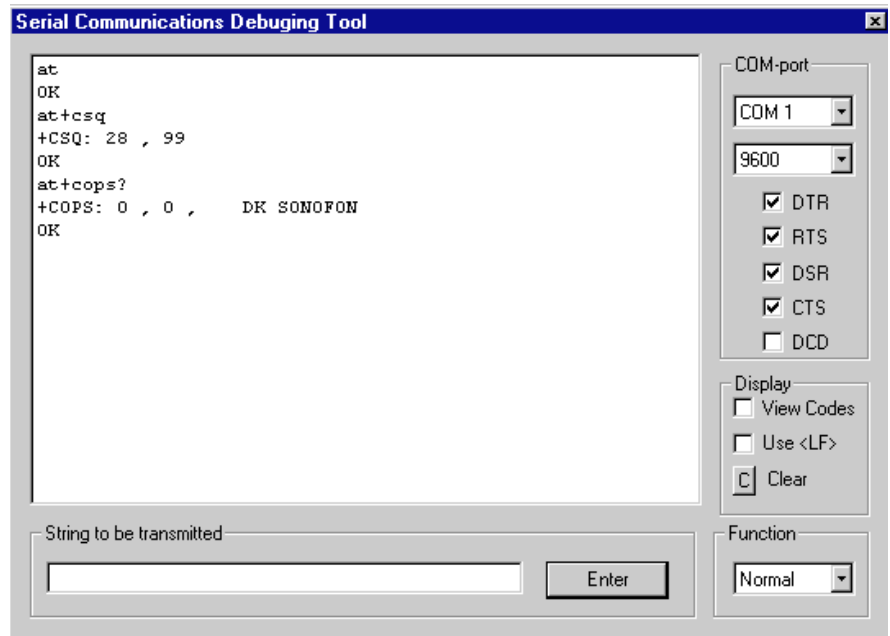 Serial Communications Debuging Tool
at
OK
at+csq
+CSQ: 28 , 99
OK
at+cops?
+COPS: 0 , 0 ,    DK SONOFON
OK
COM-port
COM 1
9600
DTR
RTS
DSR
CTS
DCD
Display
View Codes
Use <LF>
C Clear
String to be transmitted
Enter
Function
Normal